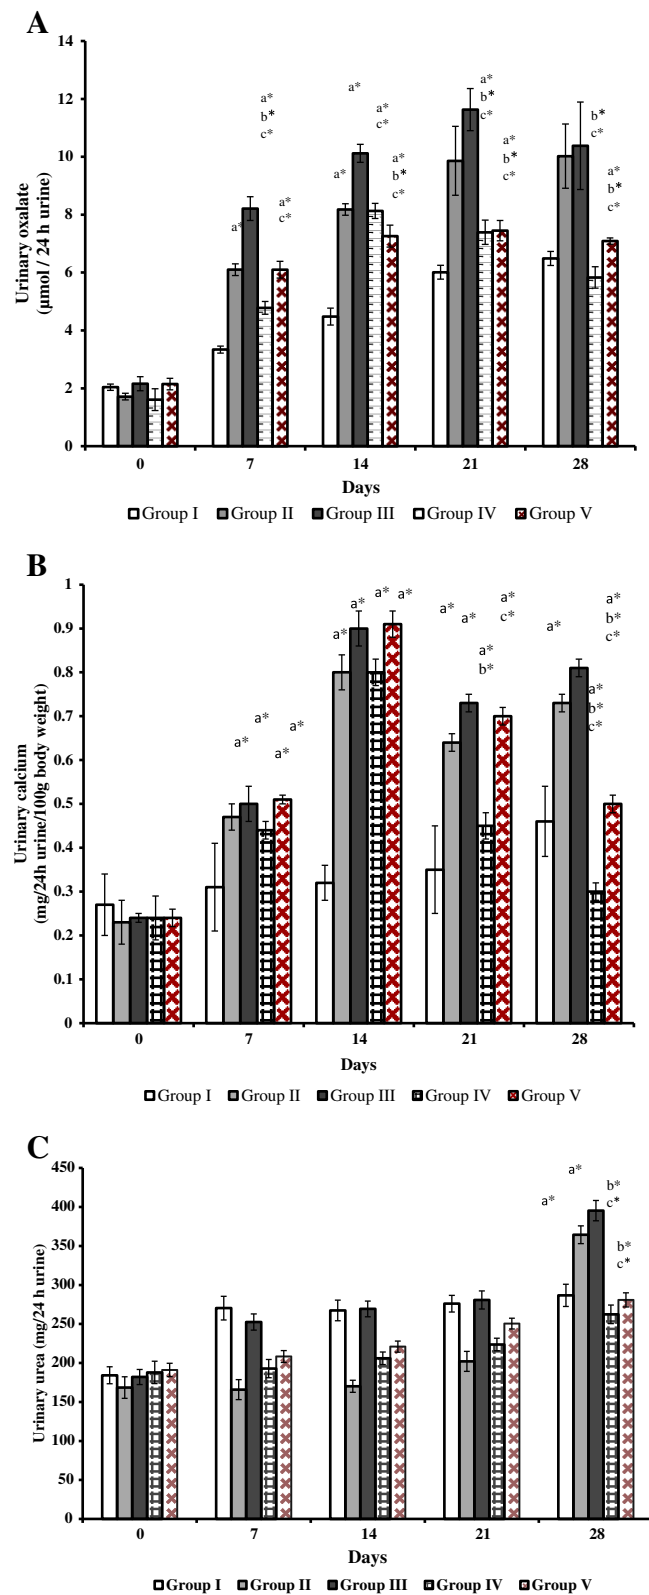 A
14
12
10
8
6
4
2
0
Urinary oxalate
(μmol / 24 h urine)
a*
a*
b*
c*
a*
c*
a*
a*
a*
c*
a*
b*
c*
a*
b*
c*
a*
b*
c*
b*
c*
a*
b*
c*
0 7 14 21 28
Days
Group I Group II Group III Group IV Group V
B
1
0.9
0.8
0.7
0.6
0.5
0.4
0.3
0.2
0.1
0
Urinary calcium
(mg/24h urine/100g body weight)
a*
a*
a*
a*
a*
a*
a*
a*
a*
a*
a*
b*
a*
c*
a*
a*
b*
c*
a*
b*
c*
0 7 14 21 28
Days
Group I Group II Group III Group IV Group V
C
450
400
350
300
250
200
150
100
50
0
Urinary urea (mg/24 h urine)
a*
a*
b*
c*
b*
c*
0 7 14 21 28
Days
Group I Group II Group III Group IV Group V